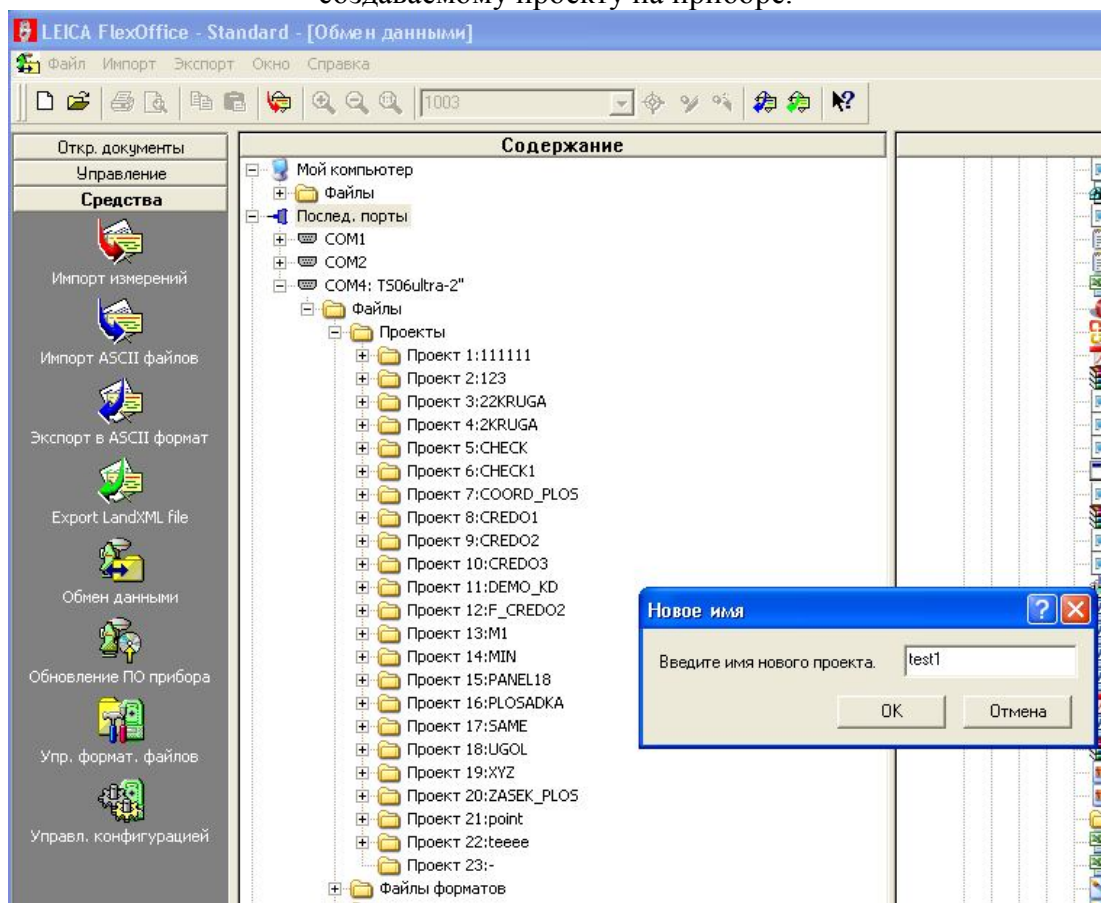 создаваемому проекту на приборе.
LEICA FlexOffice - Standard - [Обмен данными]
Файл Импорт Экспорт Окно Справка
1003
Откр. документы
Управление
Средства
Импорт измерений
Импорт ASCII файлов
Экспорт в ASCII формат
Export LandXML file
Обмен данными
Обновление ПО прибора
Упр. формат. файлов
Управл. конфигурацией
Содержание
Мой компьютер
Файлы
Послед. порты
COM1
COM2
COM4: TS06ultra-2"
Файлы
Проекты
Проект 1:111111
Проект 2:123
Проект 3:22KRUGA
Проект 4:2KRUGA
Проект 5:CHECK
Проект 6:CHECK1
Проект 7:COORD_PLOS
Проект 8:CREDO1
Проект 9:CREDO2
Проект 10:CREDO3
Проект 11:DEMO_KD
Проект 12:F_CREDO2
Проект 13:M1
Проект 14:MIN
Проект 15:PANEL18
Проект 16:PLOSADKA
Проект 17:SAME
Проект 18:UGOL
Проект 19:XYZ
Проект 20:ZASEK_PLOS
Проект 21:point
Проект 22:teeee
Проект 23:-
Файлы форматов
Новое имя
Введите имя нового проекта.
test1
OK
Отмена